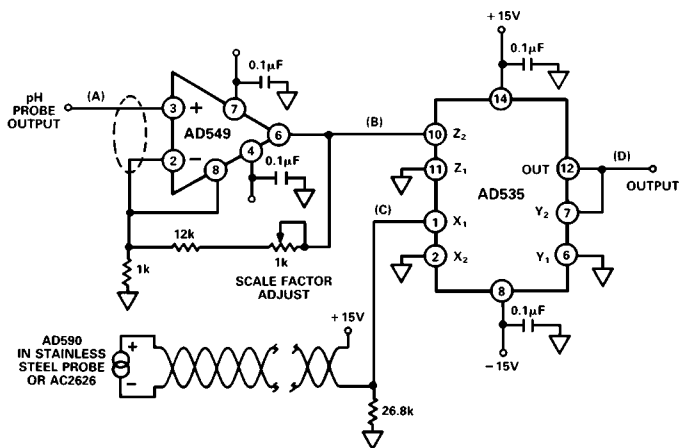 +15V
0.1µF
0.1µF
(A)
pH
PROBE
OUTPUT
3
+
7
14
AD549
(B)
10
Z2
2
−
8
4
6
0.1µF
11
Z1
OUT
12
(D)
OUTPUT
AD535
(C)
1
X1
Y2
7
12k
1k
SCALE FACTOR
ADJUST
1k
2
X2
Y1
6
8
0.1µF
−15V
AD590
IN STAINLESS
STEEL PROBE
OR AC2626
+
−
+15V
26.8k